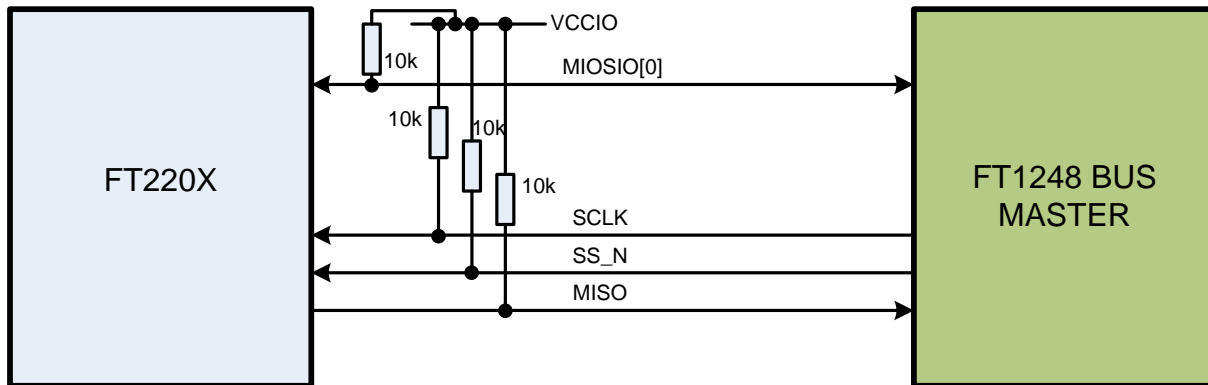 VCCIO
10k
MIOSIO[0]
10k
10k
FT220X
10k
FT1248 BUS
MASTER
SCLK
SS_N
MISO